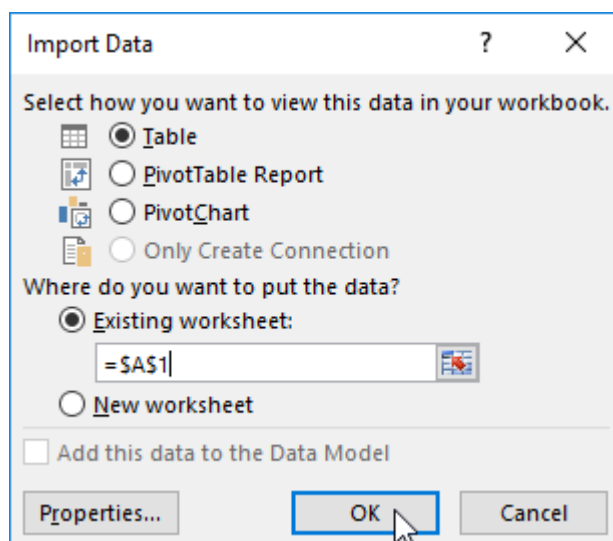 Import Data ?
Select how you want to view this data in your workbook.
Table
PivotTable Report
PivotChart
Only Create Connection
Where do you want to put the data?
Existing worksheet:
=$A$1
New worksheet
Add this data to the Data Model
Properties... OK Cancel